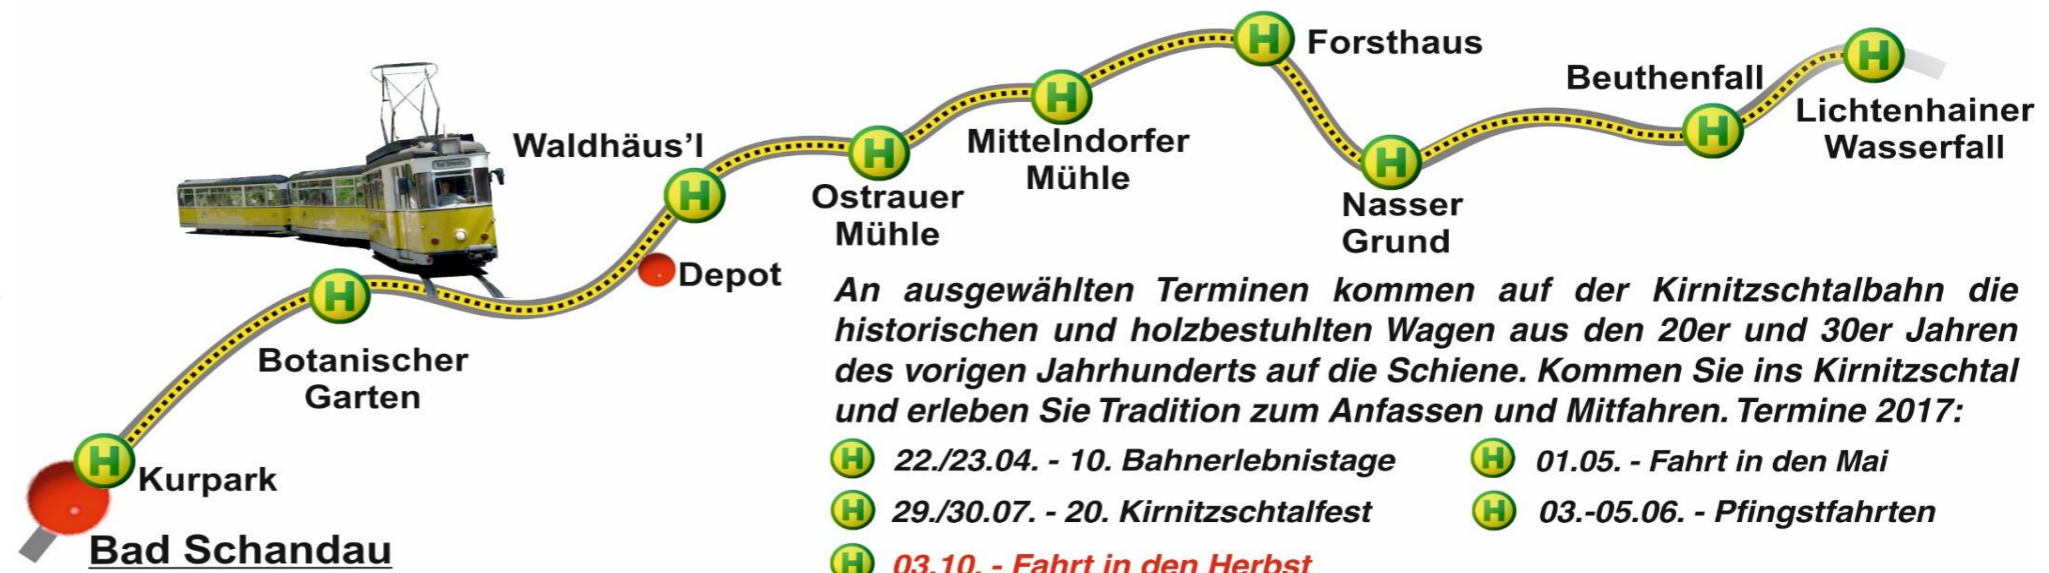 Forsthaus
Beuthenfall
Lichtenhainer
Wasserfall
Waldhäus'l
Mittelndorfer
Mühle
Ostrauer
Mühle
Nasser
Grund
Depot
Botanischer
Garten
Kurpark
Bad Schandau
An ausgewählten Terminen kommen auf der Kirnitzschtalbahn die
historischen und holzbestuhlten Wagen aus den 20er und 30er Jahren
des vorigen Jahrhunderts auf die Schiene. Kommen Sie ins Kirnitzschtal
und erleben Sie Tradition zum Anfassen und Mitfahren. Termine 2017:
H 22./23.04. - 10. Bahnerlebnistage
H 01.05. - Fahrt in den Mai
H 29./30.07. - 20. Kirnitzschtalfest
H 03.-05.06. - Pfingstfahrten
H 03.10. - Fahrt in den Herbst